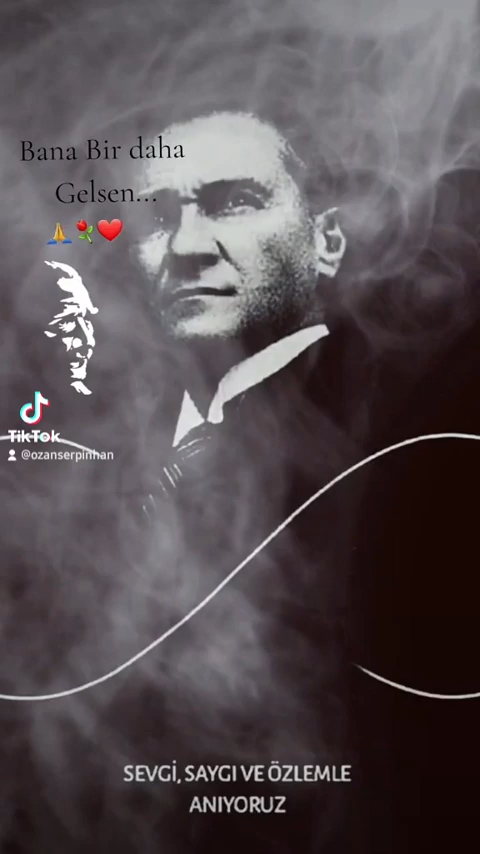 Bana Bir daha
Gelsen...
🙏🌹❤️
TikTok
@ozanserpinhan
SEVGİ, SAYGI VE ÖZLEMLE
ANIYORUZ